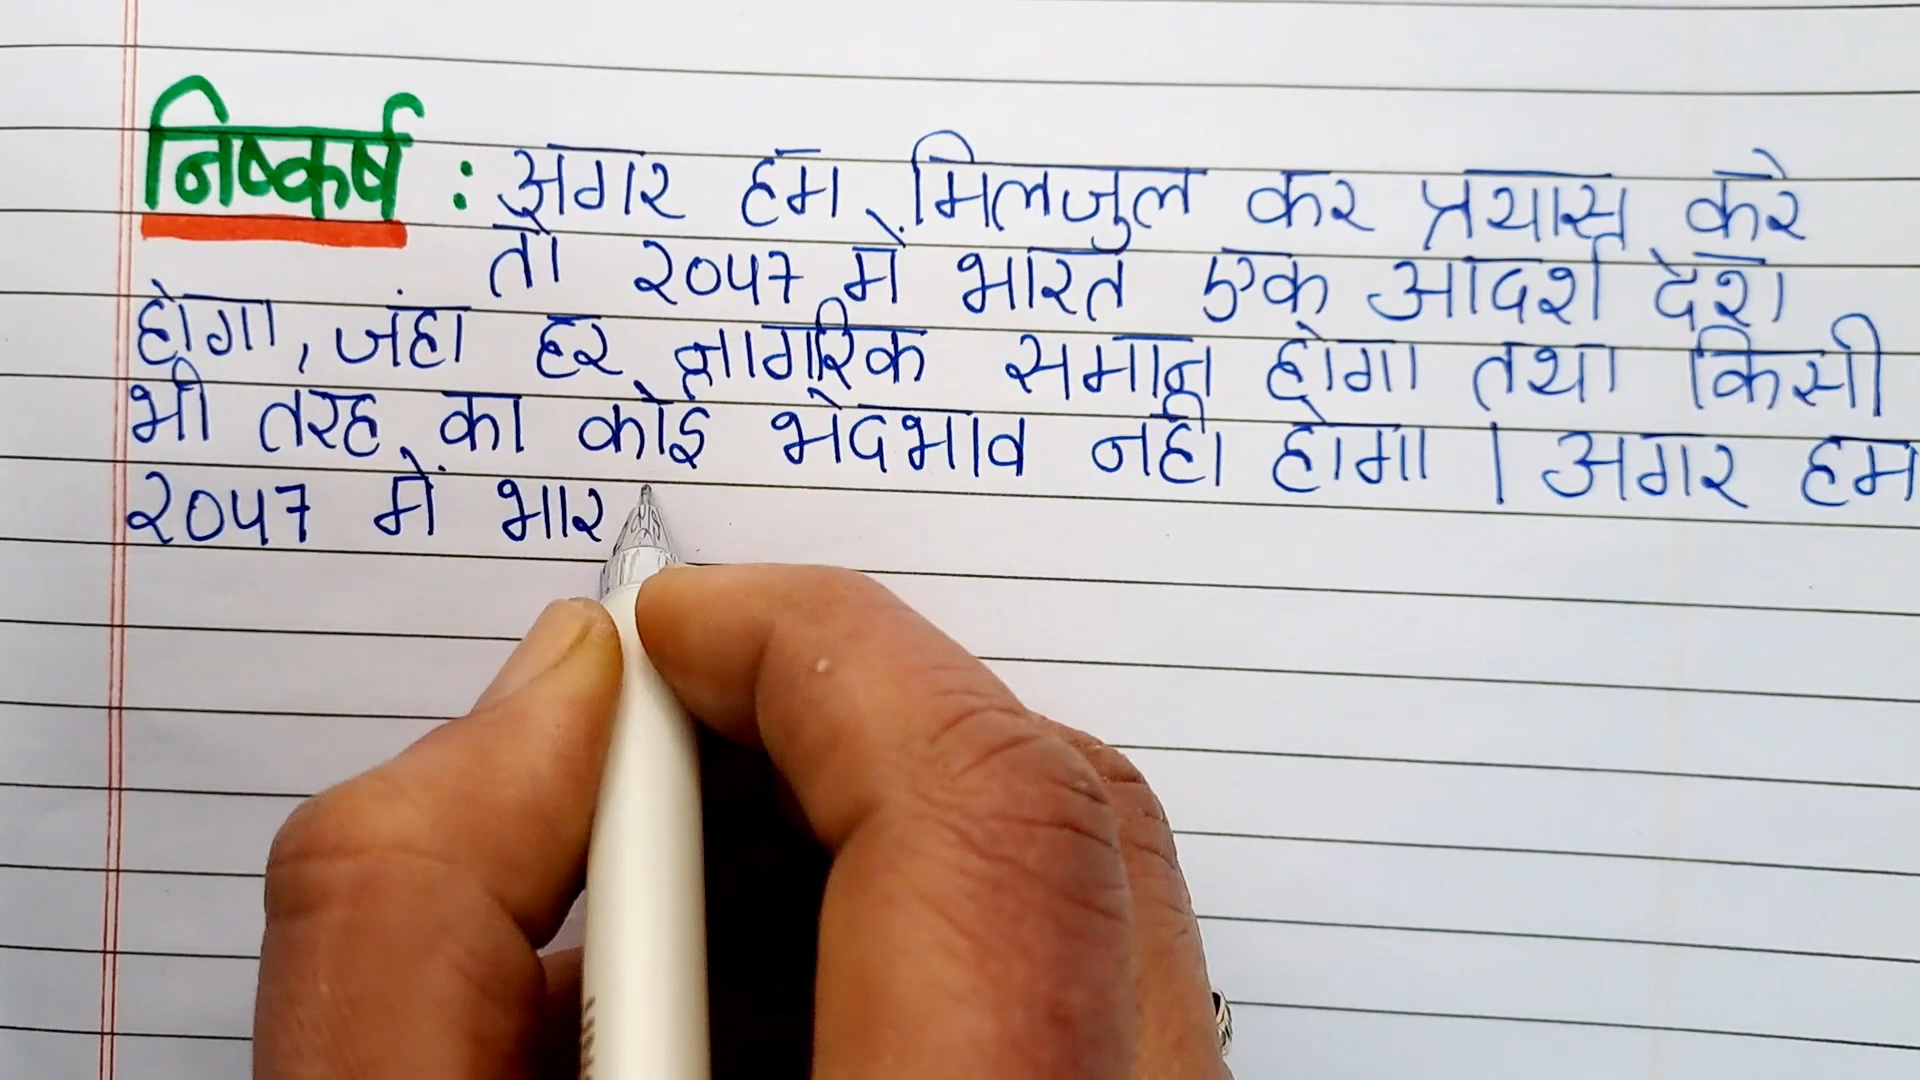 निष्कर्ष : अगर हम मिलजुल कर प्रयास करे
तो 2047 में भारत एक आदर्श देश
होगा, जंहा हर नागरिक समान होगा तथा किसी
भी तरह का कोई भेदभाव नही होगा । अगर हम
2047 में भार